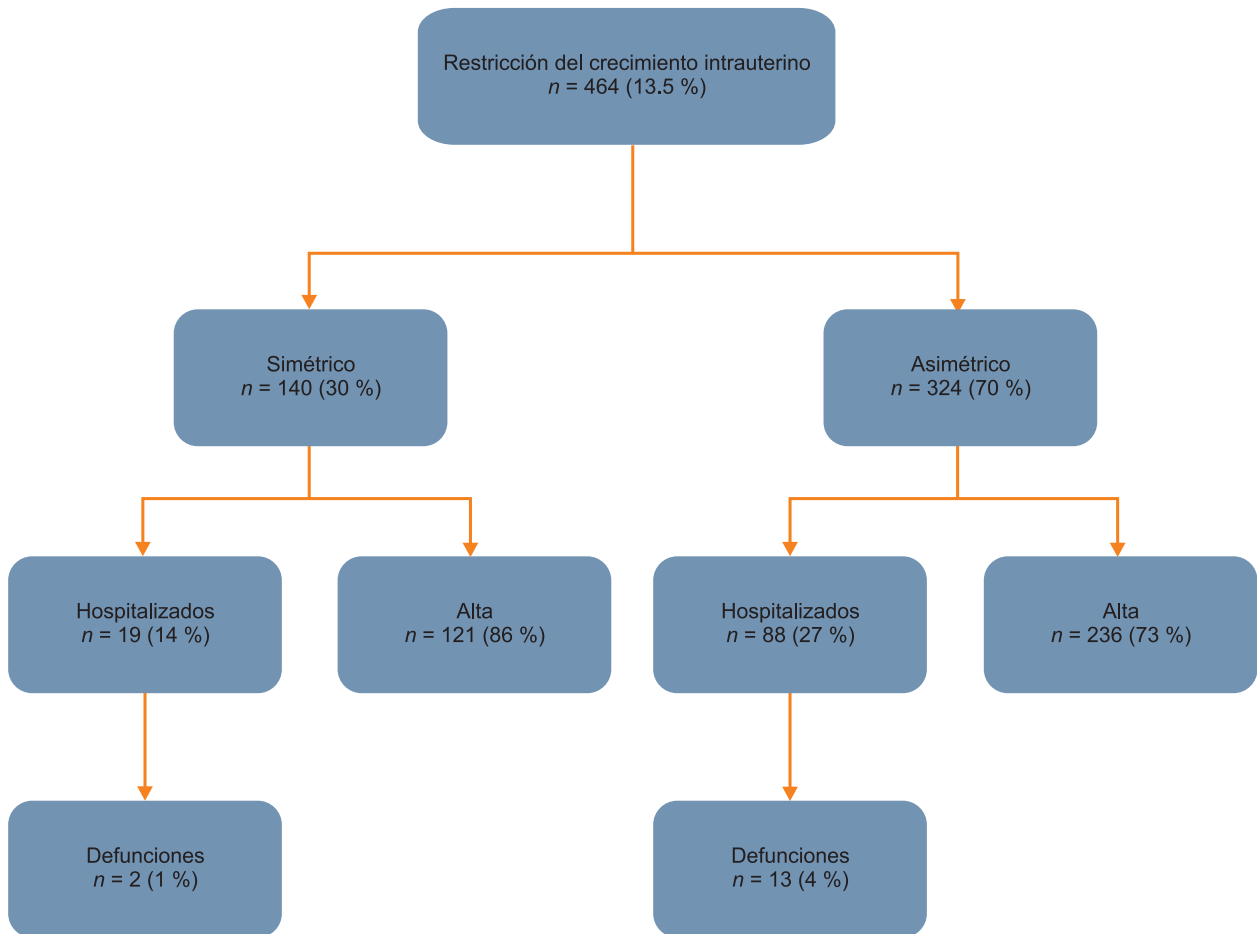 Restricción del crecimiento intrauterino
n = 464 (13.5 %)
Simétrico
n = 140 (30 %)
Asimétrico
n = 324 (70 %)
Hospitalizados
n = 19 (14 %)
Alta
n = 121 (86 %)
Hospitalizados
n = 88 (27 %)
Alta
n = 236 (73 %)
Defunciones
n = 2 (1 %)
Defunciones
n = 13 (4 %)